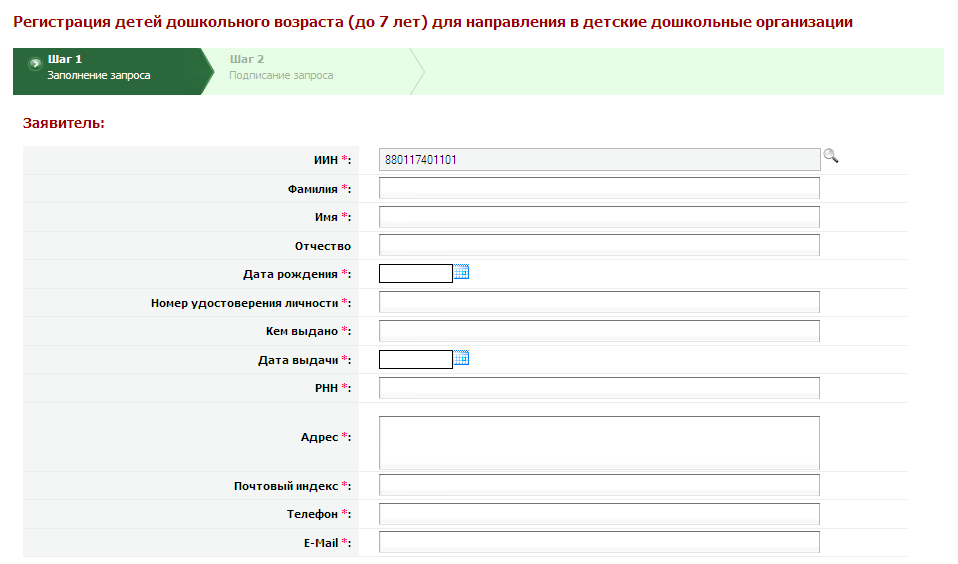 Регистрация детей дошкольного возраста (до 7 лет) для направления в детские дошкольные организации
Шаг 1
Заполнение запроса
Шаг 2
Подписание запроса
Заявитель:
ИИН *: 880117401101
Фамилия *:
Имя *:
Отчество
Дата рождения *:
Номер удостоверения личности *:
Кем выдано *:
Дата выдачи *:
РНН *:
Адрес *:
Почтовый индекс *:
Телефон *:
E-Mail *: